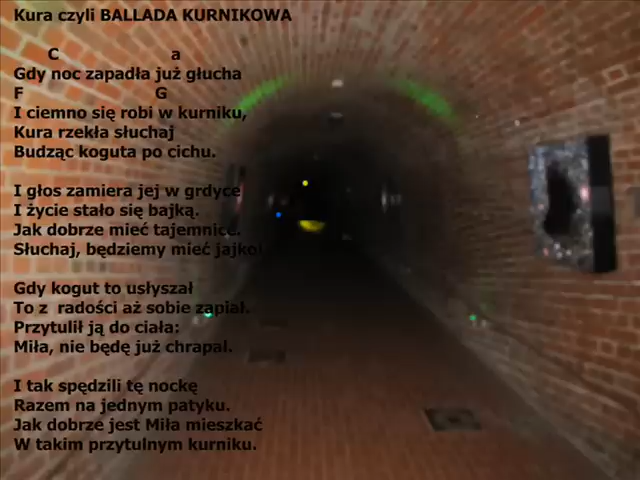 Kura czyli BALLADA KURNIKOWA
C a
Gdy noc zapadła już głucha
F G
I ciemno się robi w kurniku,
Kura rzekła słuchaj
Budząc koguta po cichu.
I głos zamiera jej w grdyce
I życie stało się bajką.
Jak dobrze mieć tajemnice.
Słuchaj, będziemy mieć jajko!
Gdy kogut to usłyszał
To z radości aż sobie zapiał.
Przytulił ją do ciała:
Miła, nie będę już chrapal.
I tak spędzili tę nockę
Razem na jednym patyku.
Jak dobrze jest Miła mieszkać
W takim przytulnym kurniku.